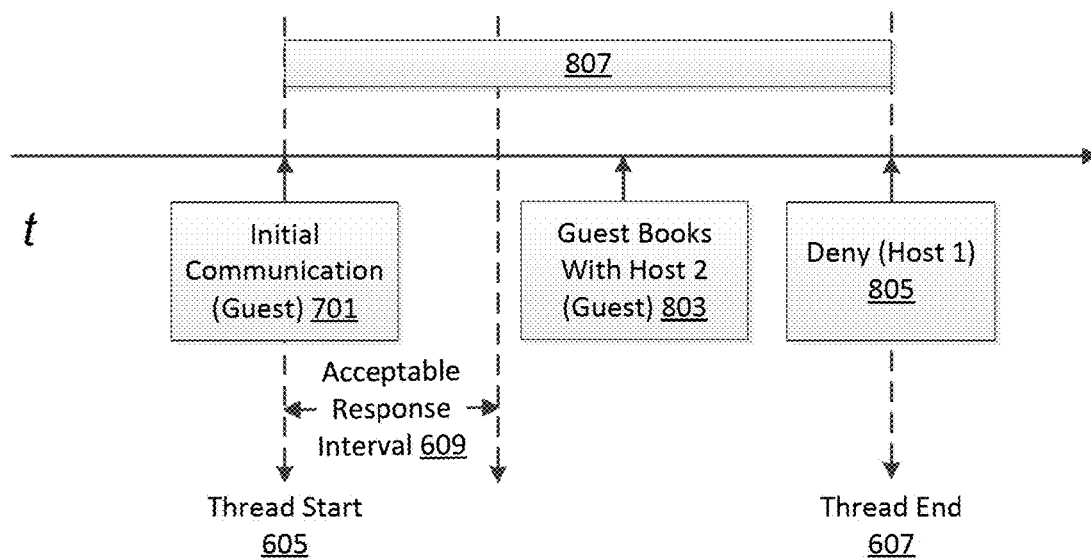 807
t
Initial
Communication
(Guest) 701
Guest Books
With Host 2
(Guest) 803
Deny (Host 1)
805
Acceptable
Response
Interval 609
Thread Start
605
Thread End
607